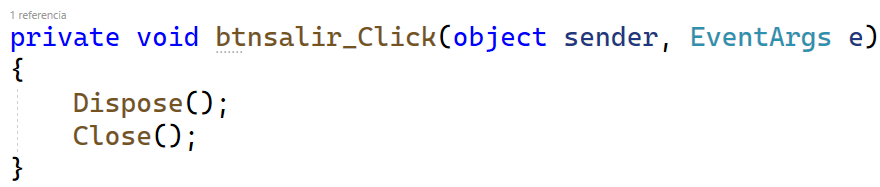 1 referencia
private void btnsalir_Click(object sender, EventArgs e)
{
    Dispose();
    Close();
}